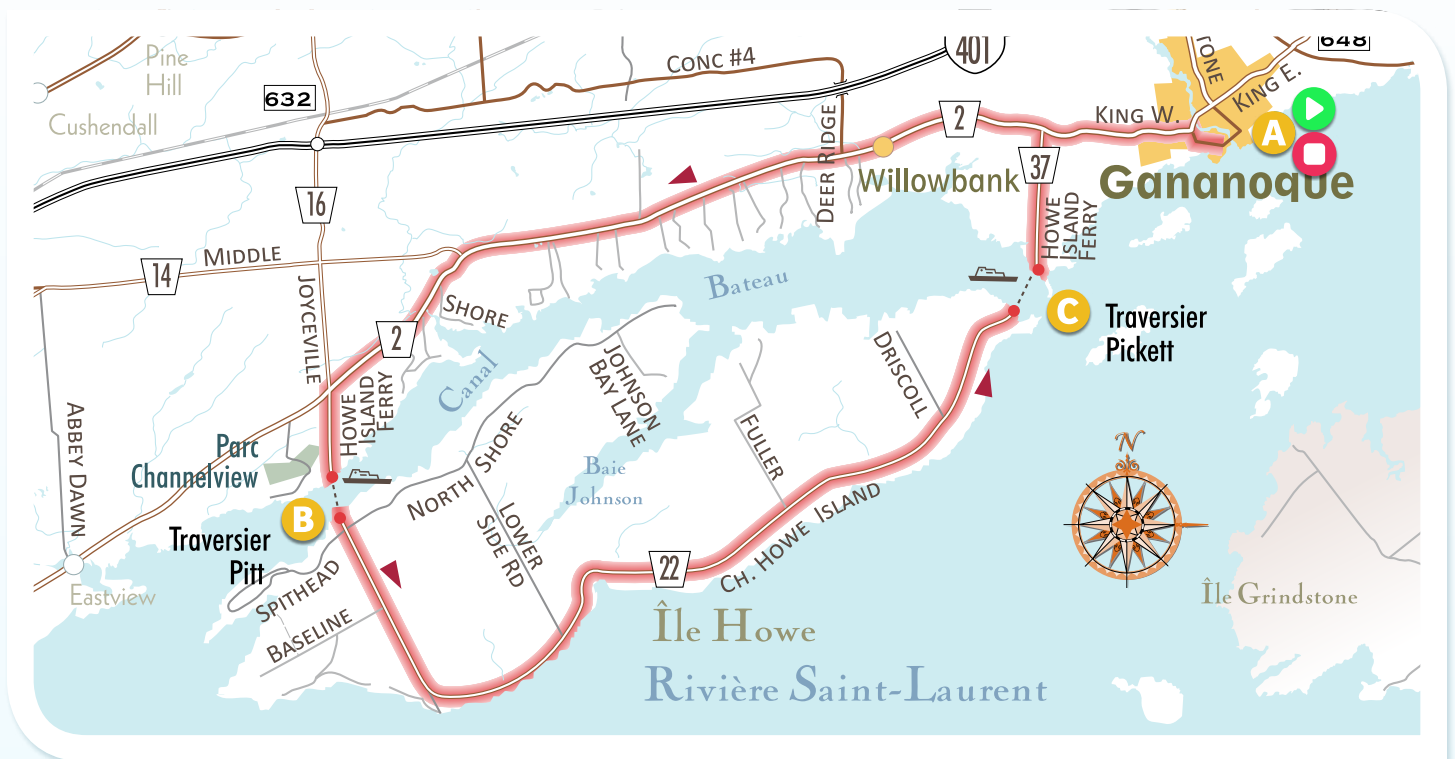 Pine
Hill
632
Cushendall
CONC #4
401
648
TONE
KING E.
KING W.
A
Gananoque
2
37
Willowbank
DEER RIDGE
HOWE
ISLAND
FERRY
16
14
MIDDLE
JOYCEVILLE
SHORE
2
Bateau
Canal
C
Traversier
Pickett
DRISCOLL
JOHNSON
BAY LANE
HOWE
ISLAND
FERRY
ABBEY DAWN
Parc
Channelview
FULLER
NORTH SHORE
Baie
Johnson
LOWER
SIDE RD
B
Traversier
Pitt
N
SPITHEAD
BASELINE
Eastview
22
CH. HOWE ISLAND
Île Howe
Île Grindstone
Rivière Saint-Laurent